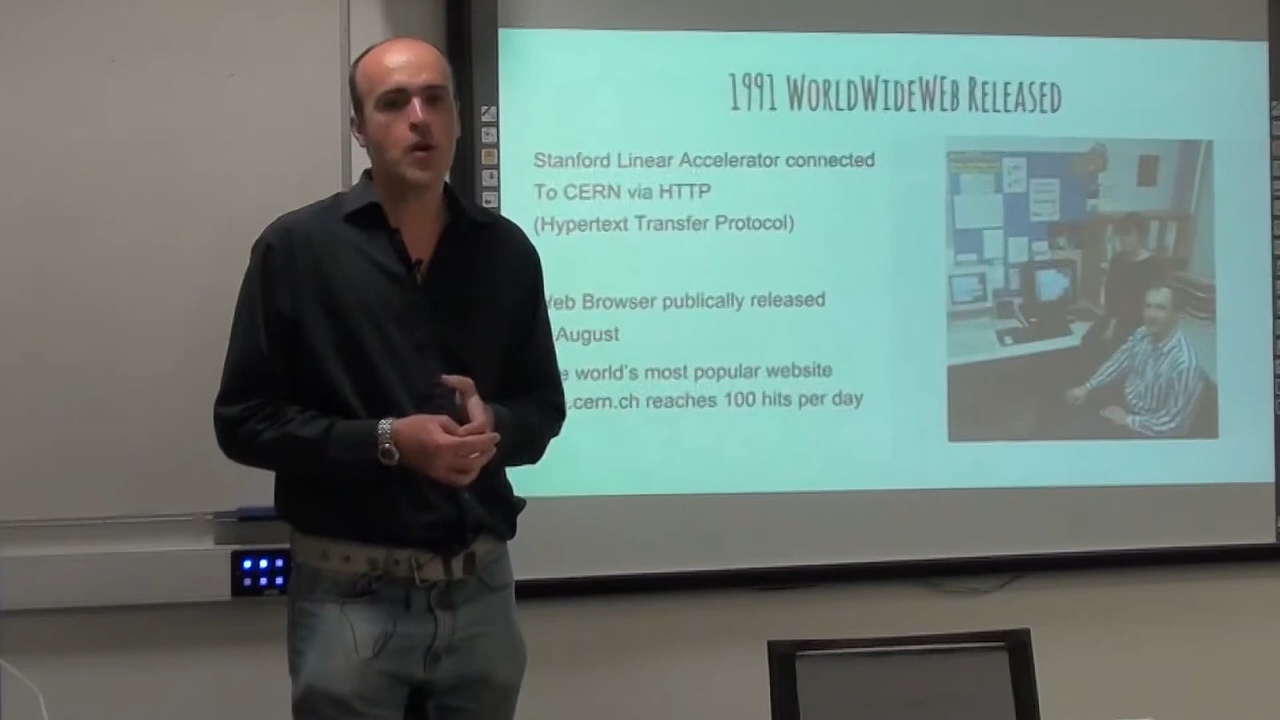 1991 WORLDWIDEWEB RELEASED
Stanford Linear Accelerator connected
To CERN via HTTP
(Hypertext Transfer Protocol)
Browser publically released
August
world's most popular website
.cern.ch reaches 100 hits per day